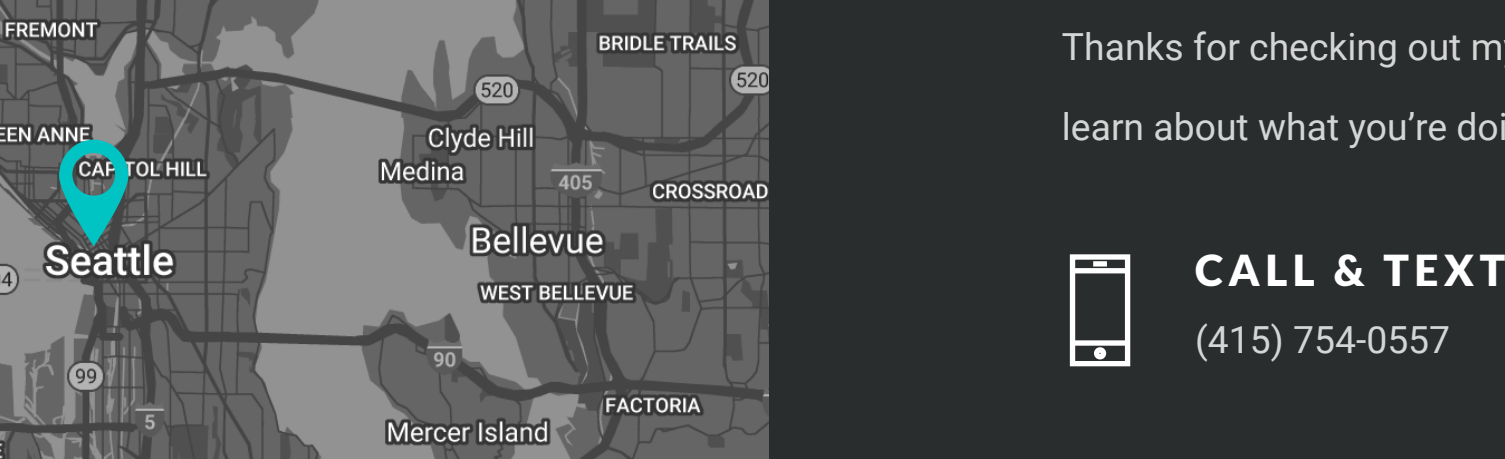 FREMONT
BRIDLE TRAILS
520
520
EEN ANNE
Clyde Hill
CAPITOL HILL
Medina
405
CROSSROAD
Bellevue
Seattle
4
WEST BELLEVUE
90
99
FACTORIA
5
Mercer Island
Thanks for checking out my
learn about what you're doi
CALL & TEXT
(415) 754-0557